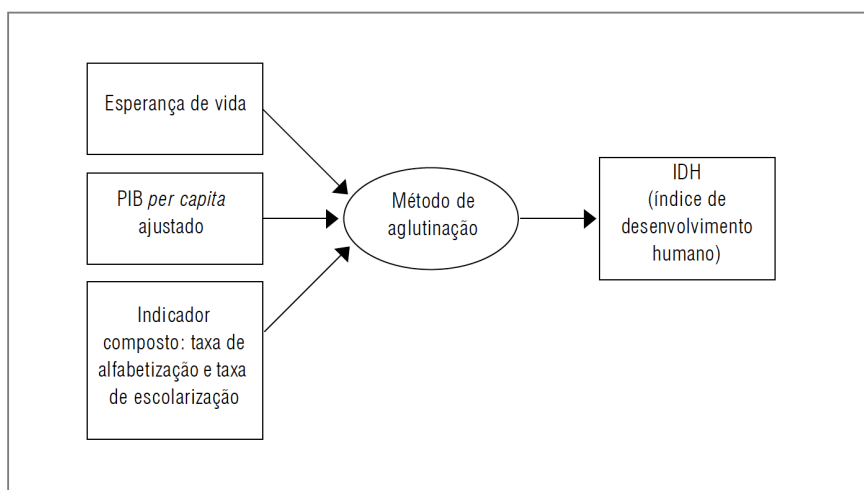 Esperança de vida
PIB per capita
ajustado
Indicador
composto: taxa de
alfabetização e taxa
de escolarização
Método de
aglutinação
IDH
(índice de
desenvolvimento
humano)